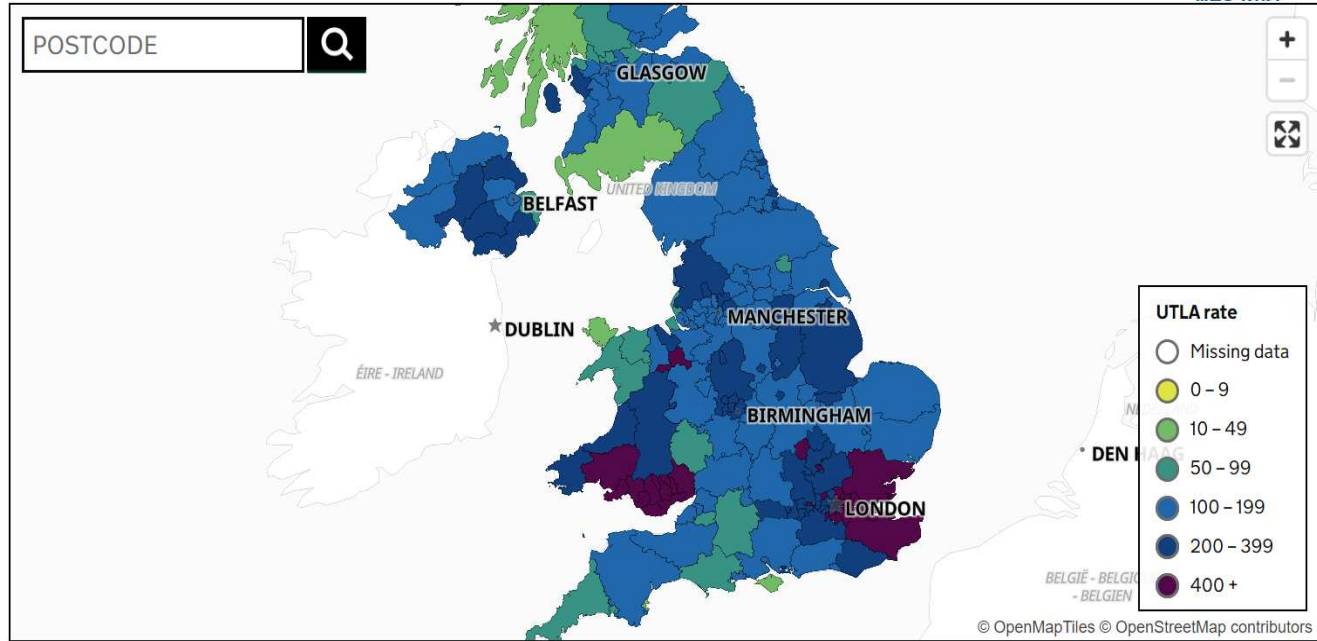 POSTCODE
+
GLASGOW
UNITED KINGDOM
BELFAST
DUBLIN
MANCHESTER
ÉIRE - IRELAND
BIRMINGHAM
DEN HAAG
LONDON
BELGIË - BELGIQ
- BELGIEN
UTLA rate
Missing data
0 – 9
10 – 49
50 – 99
100 – 199
200 – 399
400 +
© OpenMapTiles © OpenStreetMap contributors